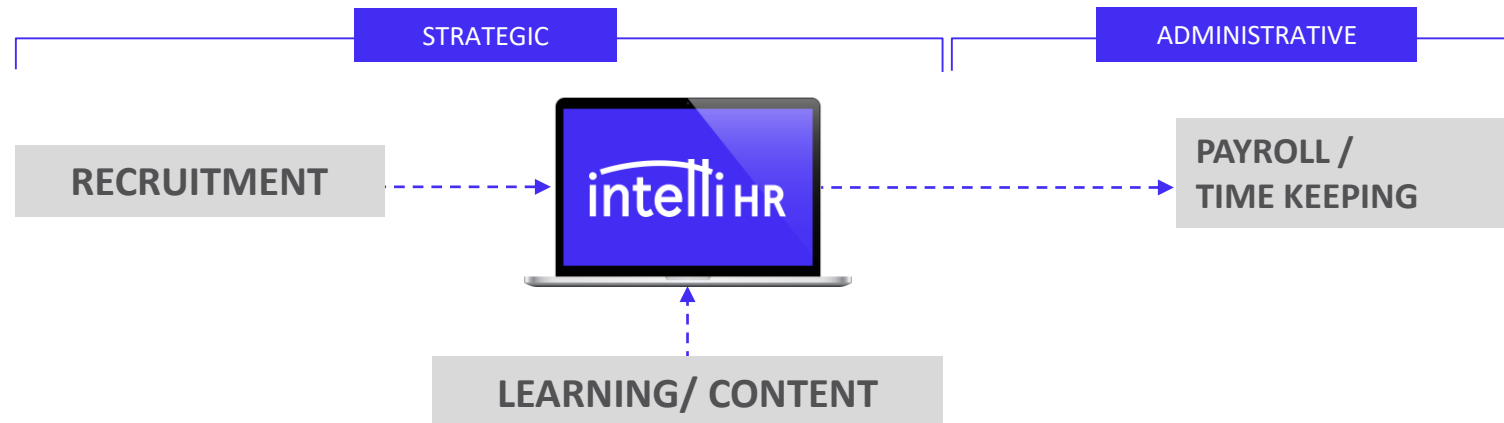 STRATEGIC
ADMINISTRATIVE
RECRUITMENT
intelliHR
PAYROLL /
TIME KEEPING
LEARNING/ CONTENT